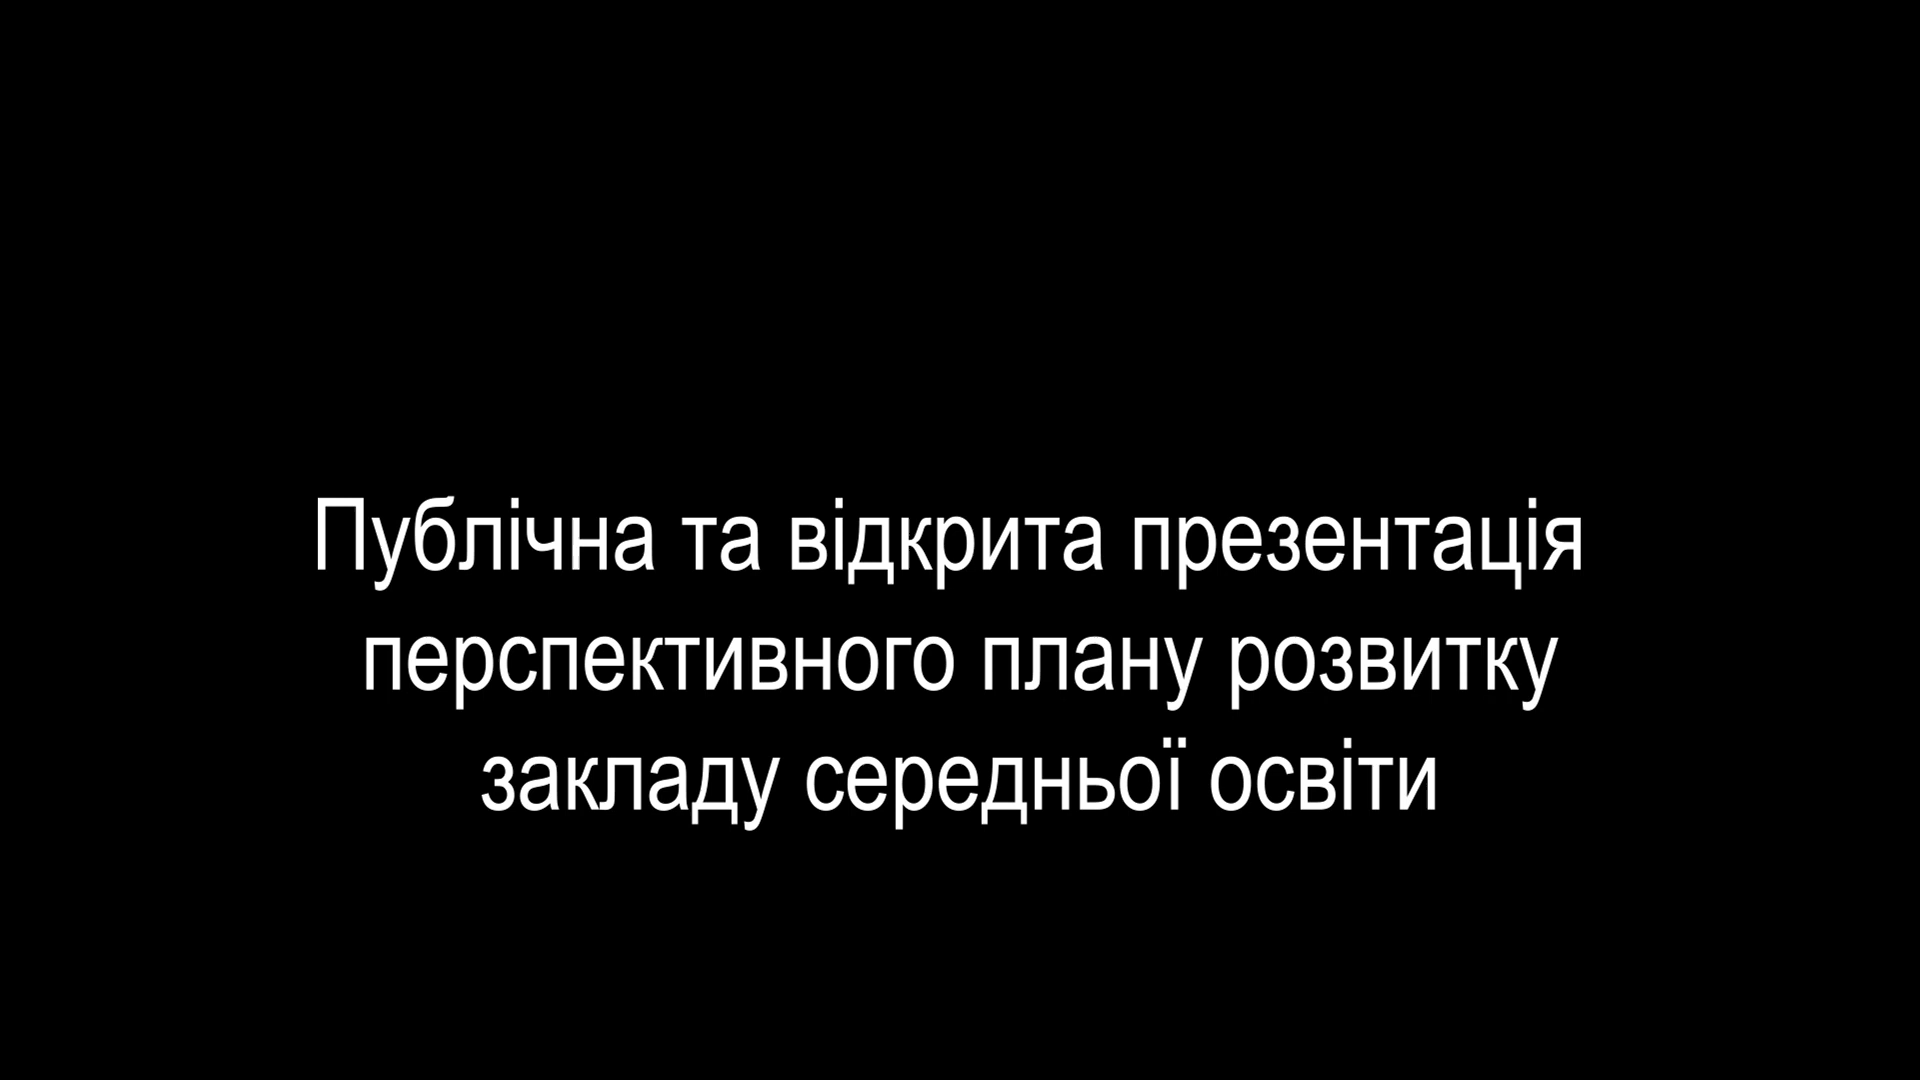 Публічна та відкрита презентація
перспективного плану розвитку
закладу середньої освіти